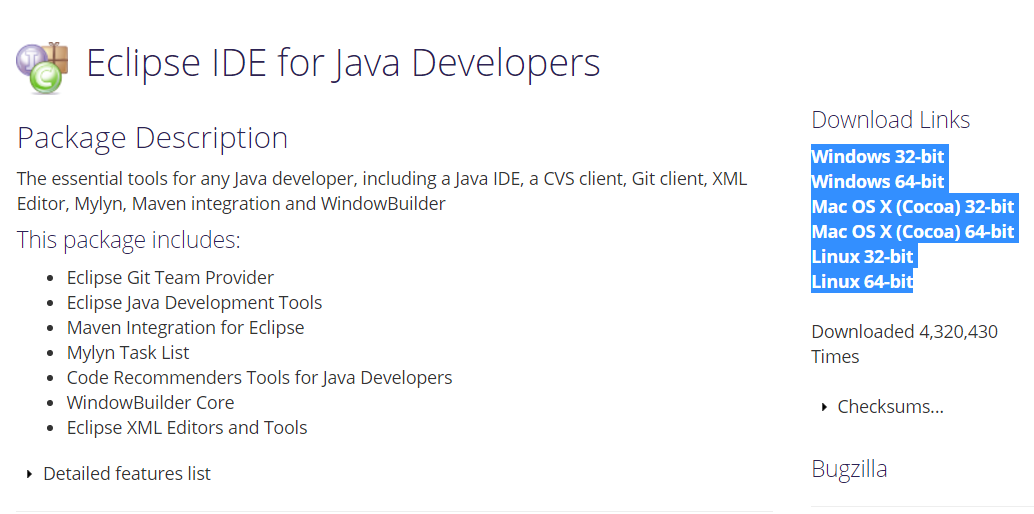 Eclipse IDE for Java Developers
Package Description
The essential tools for any Java developer, including a Java IDE, a CVS client, Git client, XML
Editor, Mylyn, Maven integration and WindowBuilder
This package includes:
Eclipse Git Team Provider
Eclipse Java Development Tools
Maven Integration for Eclipse
Mylyn Task List
Code Recommenders Tools for Java Developers
WindowBuilder Core
Eclipse XML Editors and Tools
Detailed features list
Download Links
Windows 32-bit
Windows 64-bit
Mac OS X (Cocoa) 32-bit
Mac OS X (Cocoa) 64-bit
Linux 32-bit
Linux 64-bit
Downloaded 4,320,430
Times
Checksums...
Bugzilla